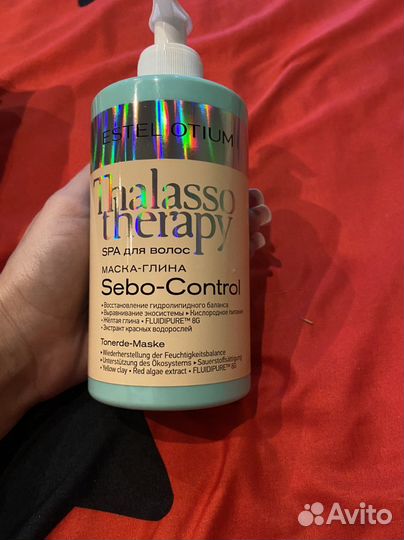 ESTEL OTIUM
Thalasso
therapy
SPA для волос
МАСКА-ГЛИНА
Sebo-Control
• Восстановление гидролипидного баланса
• Выравнивание экосистемы • Кислородное питание
• Жёлтая глина • FLUIDIPURE™ 8G
• Экстракт красных водорослей
Tonerde-Maske
• Wiederherstellung der Feuchtigkeitsbalance
• Unterstützung des Ökosystems • Sauerstoffsättigung
• Yellow clay • Red algae extract • FLUIDIPURE™ 8G
Avito